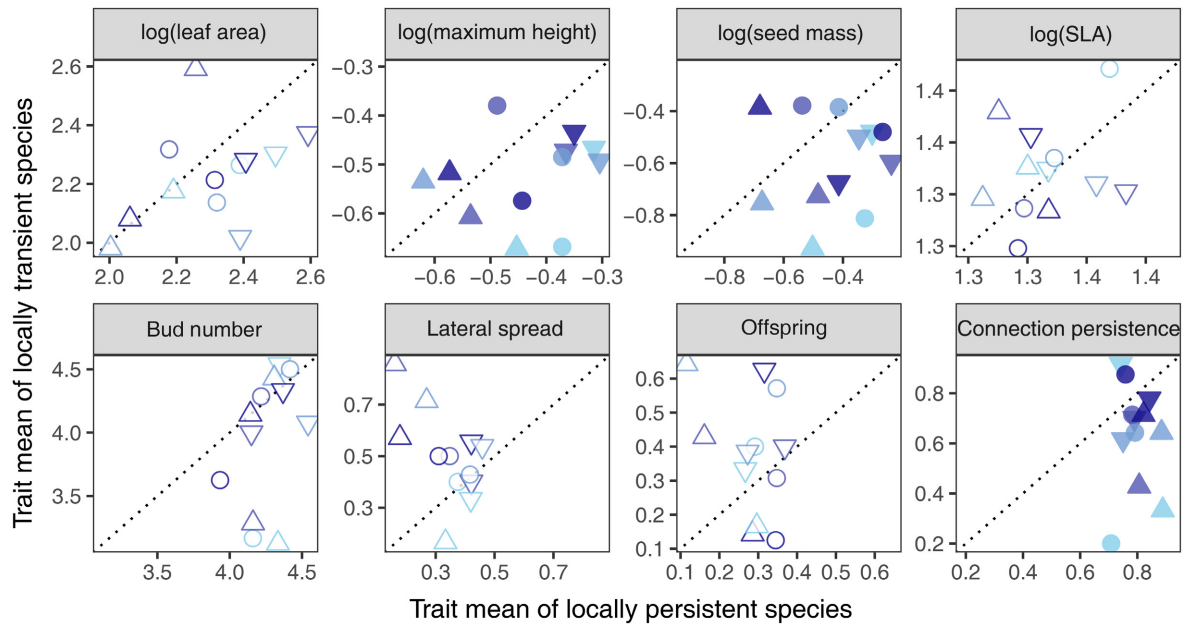 log(leaf area) log(maximum height) log(seed mass) log(SLA)
2.6 −0.3 1.4
2.4 −0.4 −0.4 1.4
2.2 −0.5 −0.6 1.3
2.0 −0.6 −0.8 1.3
2.0 2.2 2.4 2.6 −0.6 −0.5 −0.4 −0.3 −0.8 −0.6 −0.4 1.3 1.3 1.4 1.4
Trait mean of locally transient species
Bud number Lateral spread Offspring Connection persistence
4.5 0.7 0.6 0.8
4.0 0.5 0.5 0.6
3.5 0.3 0.4 0.4
0.3 0.2
0.2
0.1
3.5 4.0 4.5 0.3 0.5 0.7 0.1 0.2 0.3 0.4 0.5 0.6 0.2 0.4 0.6 0.8
Trait mean of locally persistent species